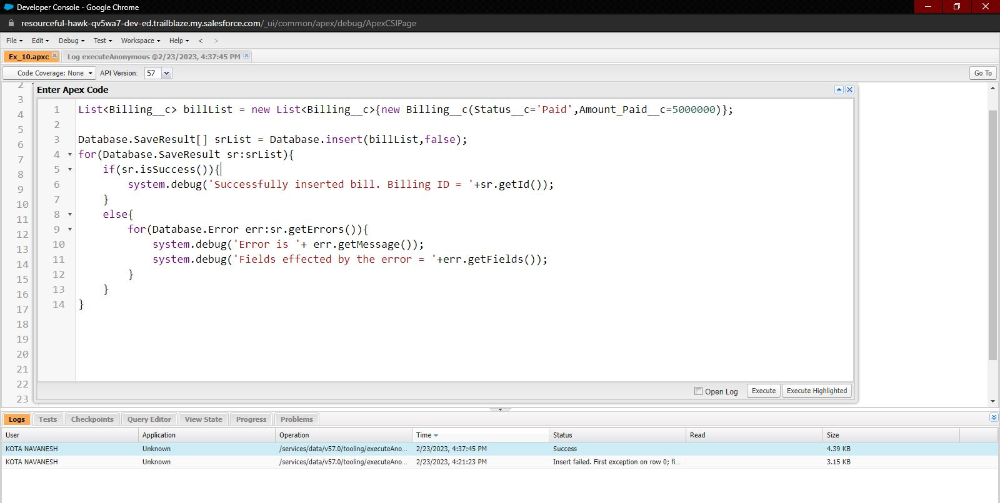 Developer Console - Google Chrome
resourceful-hawk-qv5wa7-dev-ed.trailblaze.my.salesforce.com/_ui/common/apex/debug/ApexCSIPage
File Edit Debug Test Workspace Help < >
Ex_10.apxc Log executeAnonymous @2/23/2023, 4:37:45 PM
Code Coverage: None API Version: 57 Go To
2
3
4
5
6
7
8
9
10
11
12
13
14
15
16
17
18
19
20
21
22
23
Enter Apex Code
1 List<Billing__c> billList = new List<Billing__c>{new Billing__c(Status__c='Paid',Amount_Paid__c=5000000)};
2
3 Database.SaveResult[] srList = Database.insert(billList,false);
4 for(Database.SaveResult sr:srList){
5     if(sr.isSuccess()){
6         system.debug('Successfully inserted bill. Billing ID = '+sr.getId());
7     }
8     else{
9         for(Database.Error err:sr.getErrors()){
10             system.debug('Error is '+ err.getMessage());
11             system.debug('Fields effected by the error = '+err.getFields());
12         }
13     }
14 }
Open Log Execute Execute Highlighted
Logs Tests Checkpoints Query Editor View State Progress Problems
User Application Operation Time Status Read Size
KOTA NAVANESH Unknown /services/data/v57.0/tooling/executeAno... 2/23/2023, 4:37:45 PM Success 4.39 KB
KOTA NAVANESH Unknown /services/data/v57.0/tooling/executeAno... 2/23/2023, 4:21:23 PM Insert failed. First exception on row 0; fi... 3.15 KB